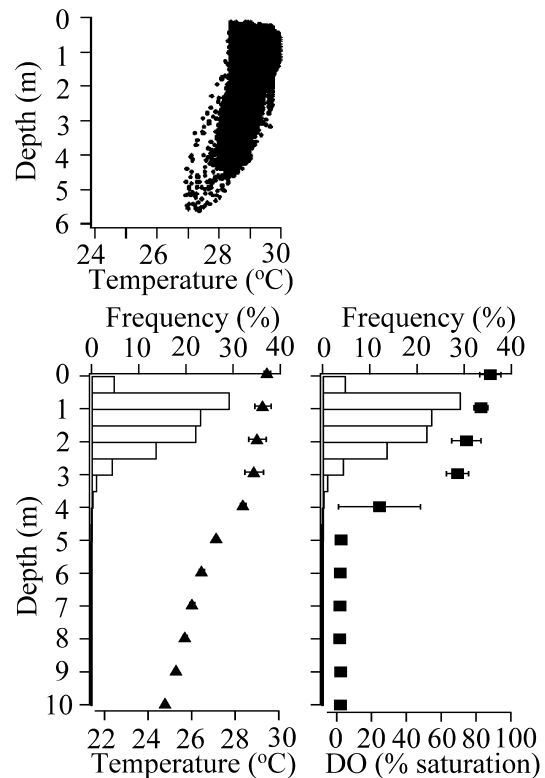 0
1
2
3
4
5
6
Depth (m)
24 26 28 30
Temperature (°C)
Frequency (%) Frequency (%)
0 10 20 30 40 0 10 20 30 40
0
1
2
3
4
5
6
7
8
9
10
Depth (m)
22 24 26 28 30 0 20 40 60 80 100
Temperature (°C) DO (% saturation)